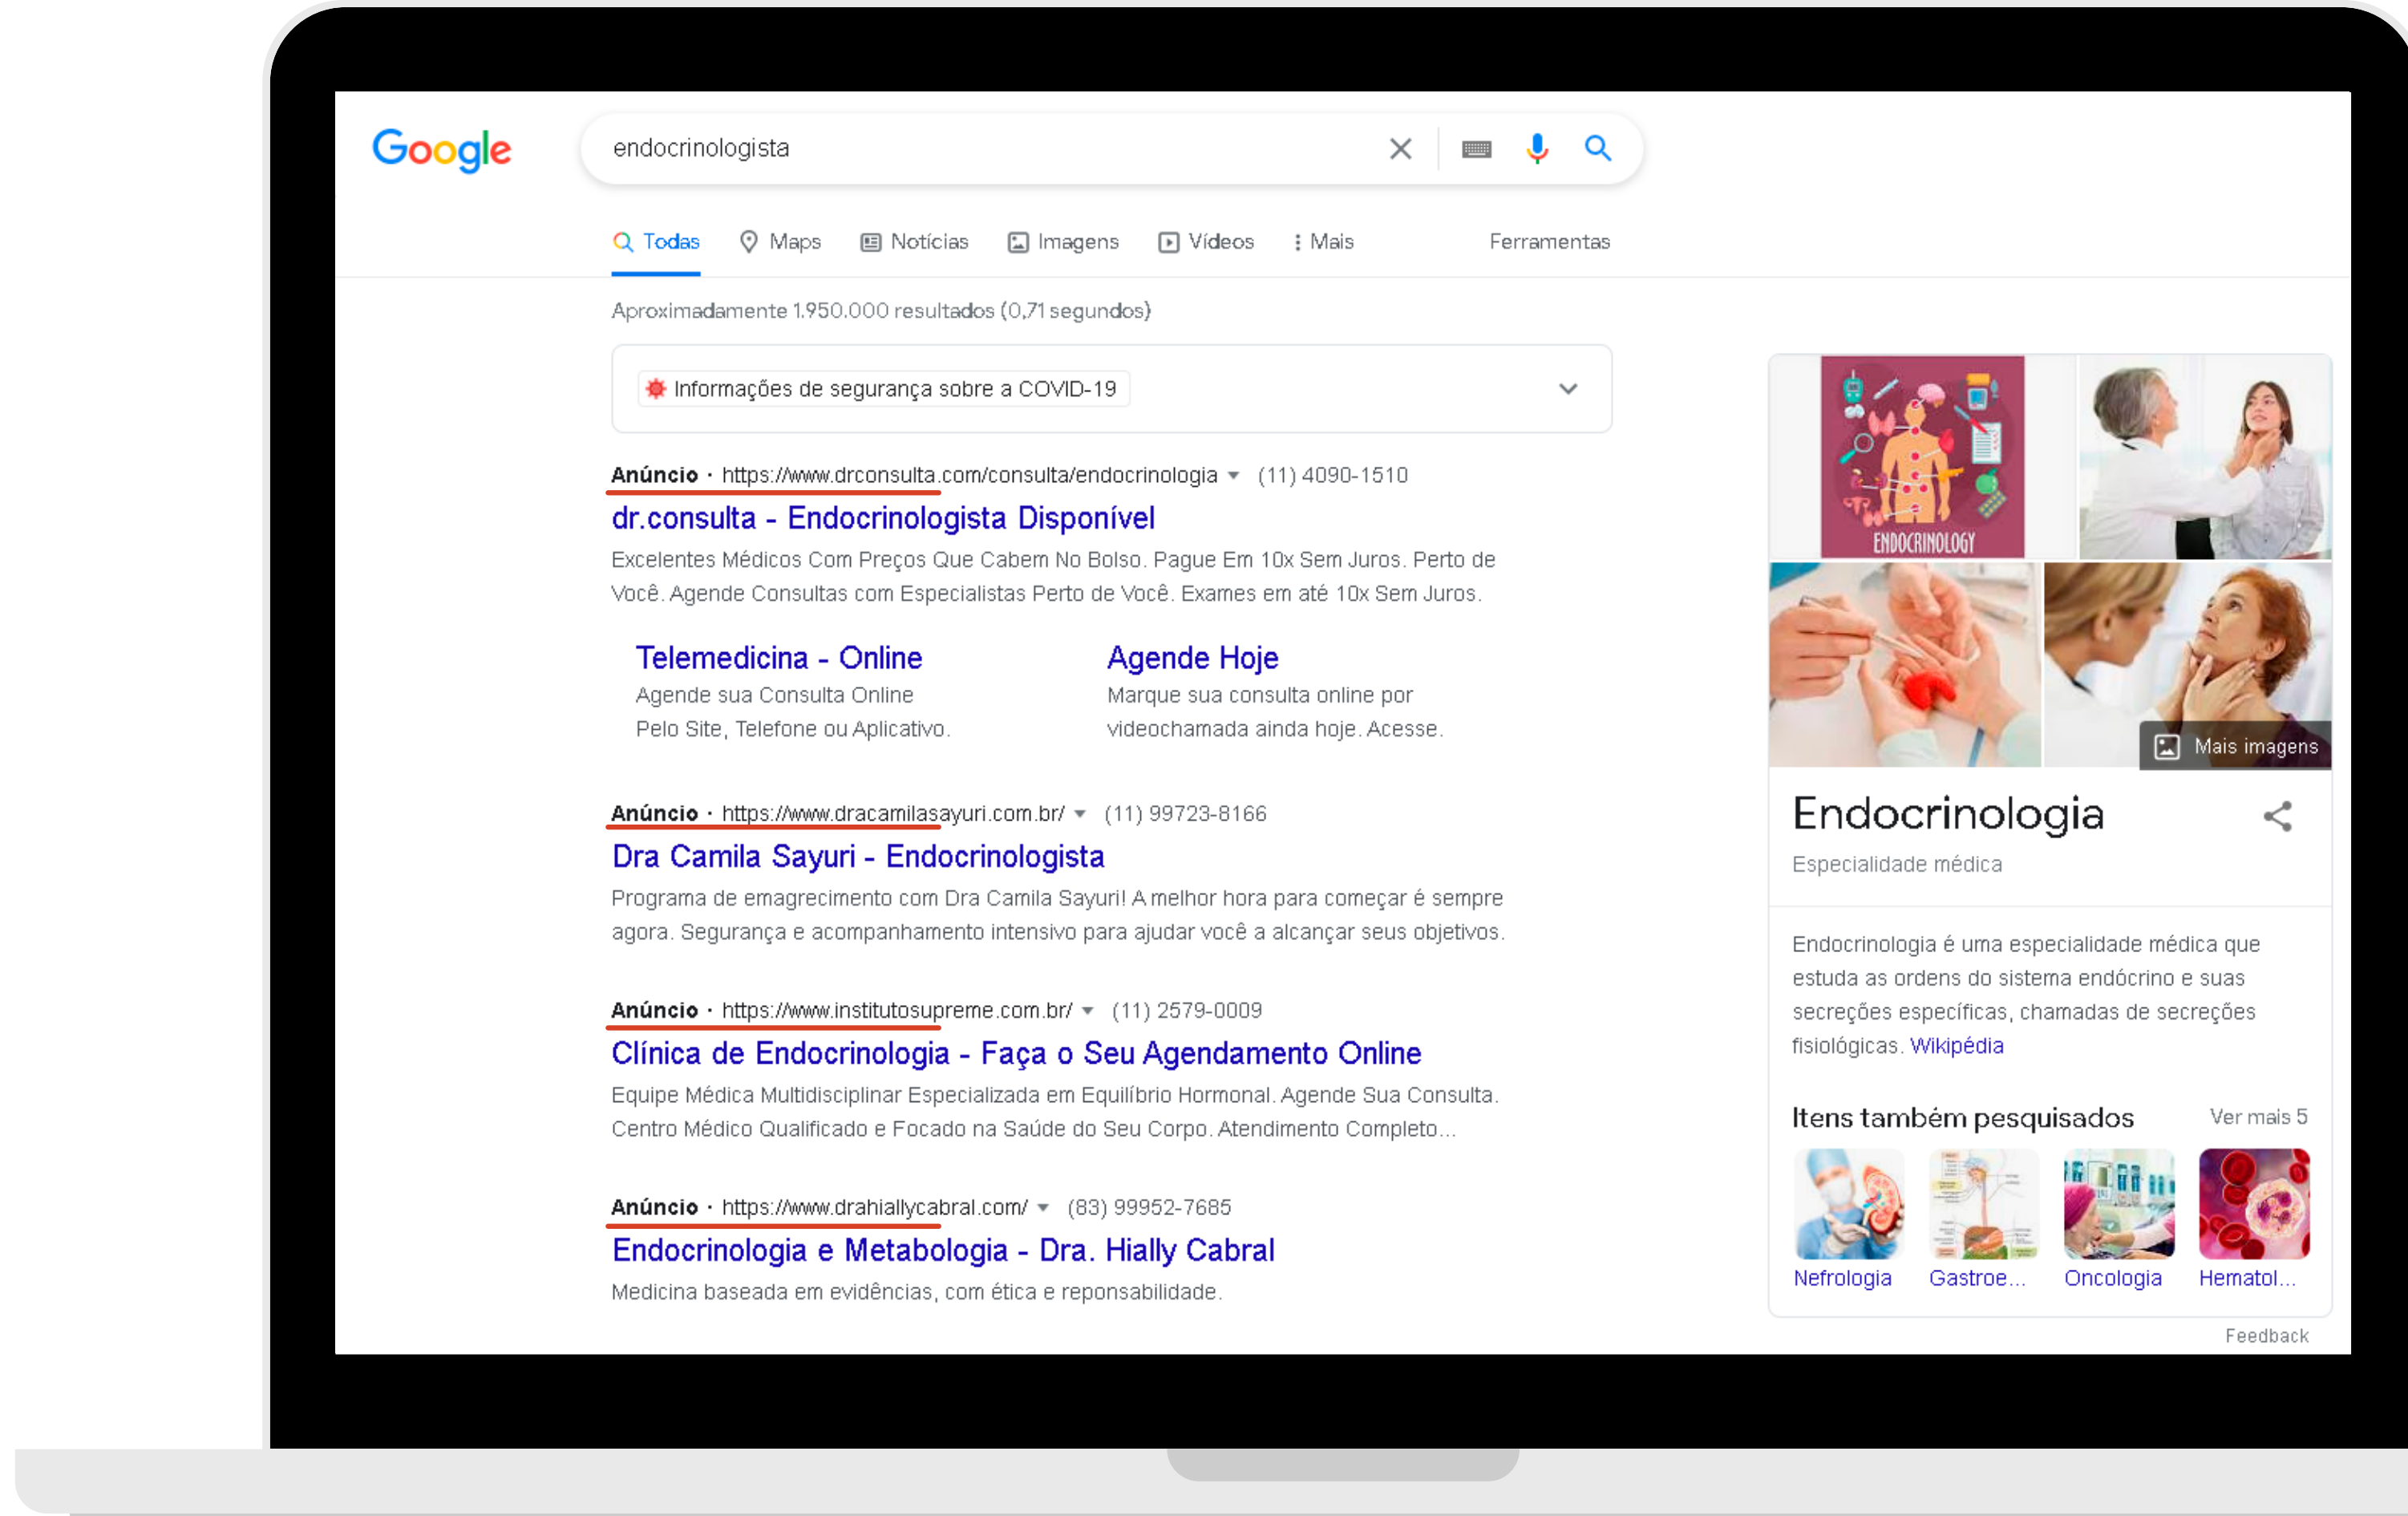 Google
endocrinologista
Todas
Maps
Notícias
Imagens
Vídeos
Mais
Ferramentas
Aproximadamente 1.950.000 resultados (0,71 segundos)
Informações de segurança sobre a COVID-19
Anúncio · https://www.drconsulta.com/consulta/endocrinologia (11) 4090-1510
dr.consulta - Endocrinologista Disponível
Excelentes Médicos Com Preços Que Cabem No Bolso. Pague Em 10x Sem Juros. Perto de
Você. Agende Consultas com Especialistas Perto de Você. Exames em até 10x Sem Juros.
Telemedicina - Online
Agende sua Consulta Online
Pelo Site, Telefone ou Aplicativo.
Agende Hoje
Marque sua consulta online por
videochamada ainda hoje. Acesse.
Anúncio · https://www.dracamilasayuri.com.br/ (11) 99723-8166
Dra Camila Sayuri - Endocrinologista
Programa de emagrecimento com Dra Camila Sayuri! A melhor hora para começar é sempre
agora. Segurança e acompanhamento intensivo para ajudar você a alcançar seus objetivos.
Anúncio · https://www.institutosupreme.com.br/ (11) 2579-0009
Clínica de Endocrinologia - Faça o Seu Agendamento Online
Equipe Médica Multidisciplinar Especializada em Equilíbrio Hormonal. Agende Sua Consulta.
Centro Médico Qualificado e Focado na Saúde do Seu Corpo. Atendimento Completo...
Anúncio · https://www.drahiallycabral.com/ (83) 99952-7685
Endocrinologia e Metabologia - Dra. Hially Cabral
Medicina baseada em evidências, com ética e reponsabilidade.
ENDOCRINOLOGY
Mais imagens
Endocrinologia
Especialidade médica
Endocrinologia é uma especialidade médica que
estuda as ordens do sistema endócrino e suas
secreções específicas, chamadas de secreções
fisiológicas. Wikipédia
Itens também pesquisados
Ver mais 5
Nefrologia
Gastroe...
Oncologia
Hematol...
Feedback